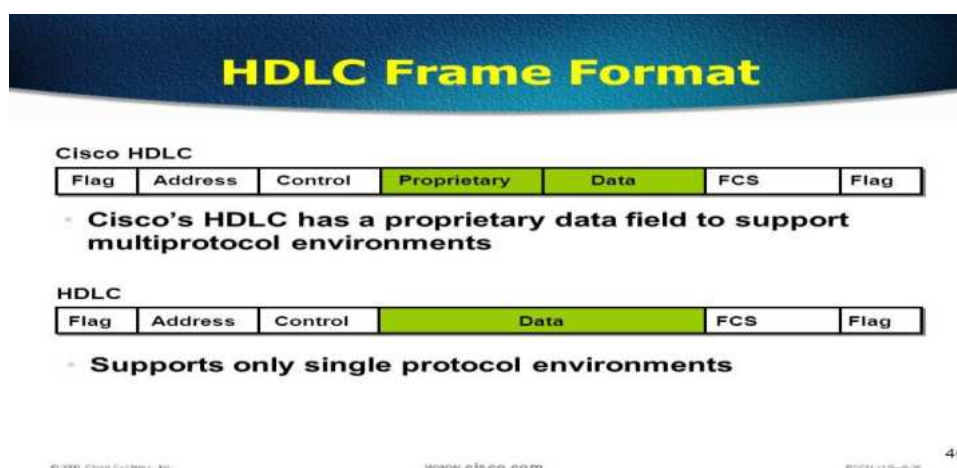 HDLC Frame Format
Cisco HDLC
Flag Address Control Proprietary Data FCS Flag
Cisco's HDLC has a proprietary data field to support
multiprotocol environments
HDLC
Flag Address Control Data FCS Flag
Supports only single protocol environments
www.cisco.com